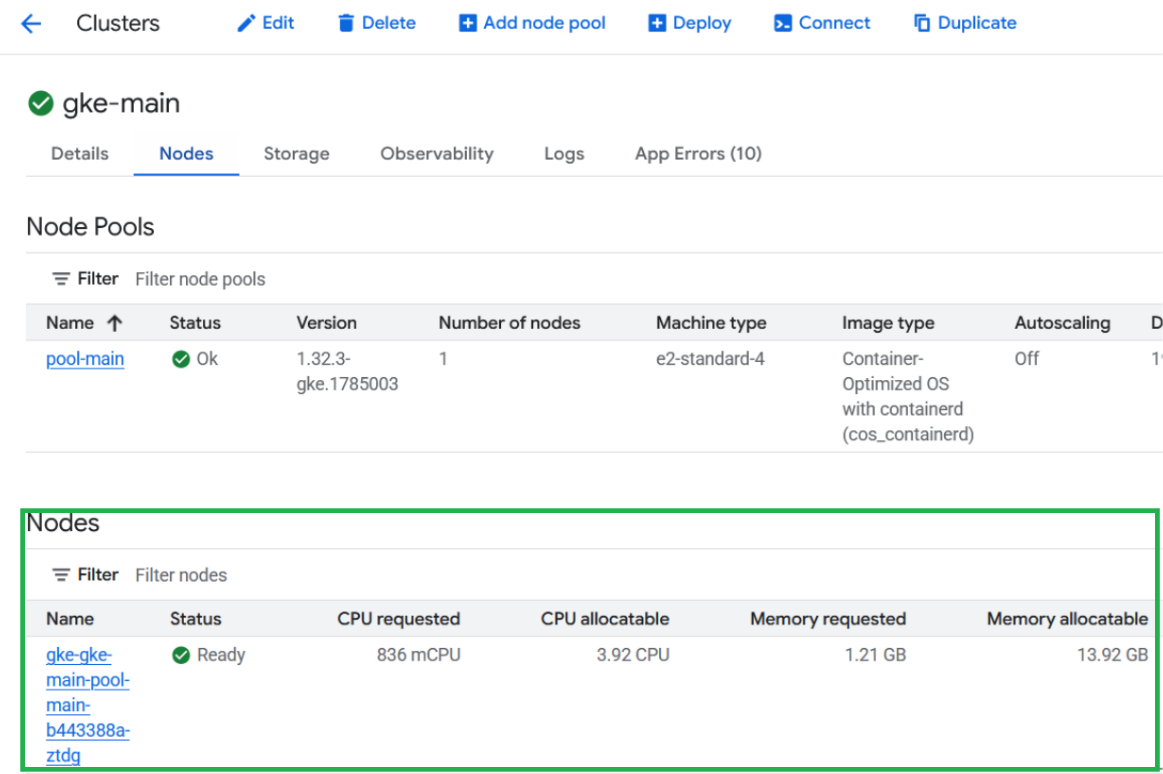 Clusters Edit Delete Add node pool Deploy Connect Duplicate
gke-main
Details Nodes Storage Observability Logs App Errors (10)
Node Pools
Filter Filter node pools
Name Status Version Number of nodes Machine type Image type Autoscaling D
pool-main Ok 1.32.3- 1 e2-standard-4 Container- Off 1
gke.1785003 Optimized OS
with containerd
(cos_containerd)
Nodes
Filter Filter nodes
Name Status CPU requested CPU allocatable Memory requested Memory allocatable
gke-gke- Ready 836 mCPU 3.92 CPU 1.21 GB 13.92 GB
main-pool-
main-
b443388a-
ztdg